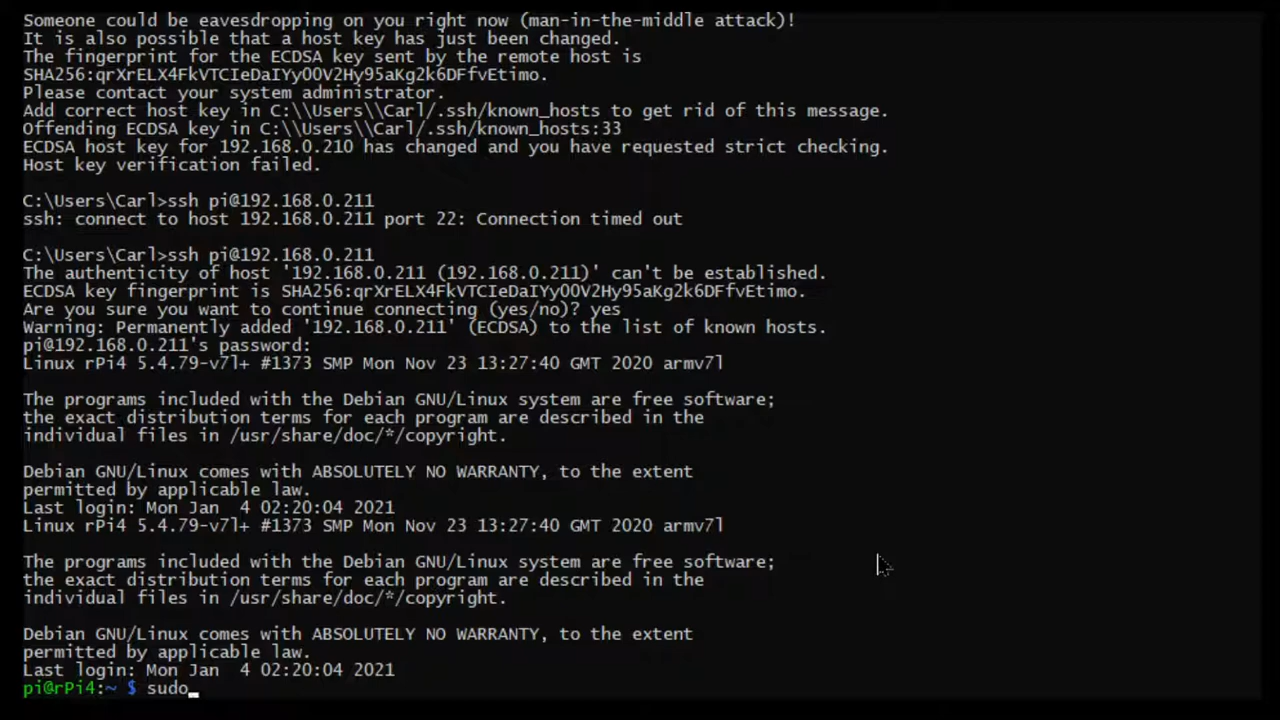 Someone could be eavesdropping on you right now (man-in-the-middle attack)!
It is also possible that a host key has just been changed.
The fingerprint for the ECDSA key sent by the remote host is
SHA256:qrXrELX4FkVTCIeDaIYy0OV2Hy95aKg2k6DFfvEtimo.
Please contact your system administrator.
Add correct host key in C:\\Users\\Carl/.ssh/known_hosts to get rid of this message.
Offending ECDSA key in C:\\Users\\Carl/.ssh/known_hosts:33
ECDSA host key for 192.168.0.210 has changed and you have requested strict checking.
Host key verification failed.
C:\Users\Carl>ssh pi@192.168.0.211
ssh: connect to host 192.168.0.211 port 22: Connection timed out
C:\Users\Carl>ssh pi@192.168.0.211
The authenticity of host '192.168.0.211 (192.168.0.211)' can't be established.
ECDSA key fingerprint is SHA256:qrXrELX4FkVTCIeDaIYy0OV2Hy95aKg2k6DFfvEtimo.
Are you sure you want to continue connecting (yes/no)? yes
Warning: Permanently added '192.168.0.211' (ECDSA) to the list of known hosts.
pi@192.168.0.211's password:
Linux rPi4 5.4.79-v7l+ #1373 SMP Mon Nov 23 13:27:40 GMT 2020 armv7l
The programs included with the Debian GNU/Linux system are free software;
the exact distribution terms for each program are described in the
individual files in /usr/share/doc/*/copyright.
Debian GNU/Linux comes with ABSOLUTELY NO WARRANTY, to the extent
permitted by applicable law.
Last login: Mon Jan  4 02:20:04 2021
Linux rPi4 5.4.79-v7l+ #1373 SMP Mon Nov 23 13:27:40 GMT 2020 armv7l
The programs included with the Debian GNU/Linux system are free software;
the exact distribution terms for each program are described in the
individual files in /usr/share/doc/*/copyright.
Debian GNU/Linux comes with ABSOLUTELY NO WARRANTY, to the extent
permitted by applicable law.
Last login: Mon Jan  4 02:20:04 2021
pi@rPi4:~ $ sudo